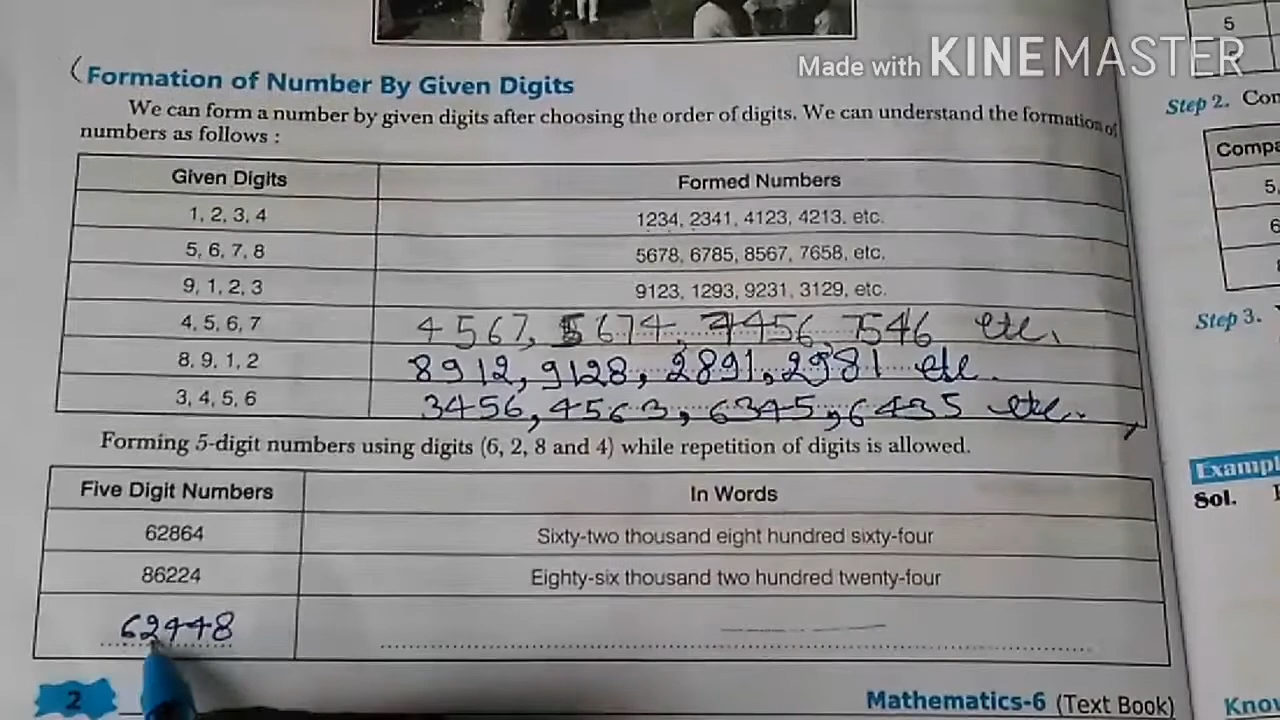 Made with KINEMASTER
5
(Formation of Number By Given Digits
We can form a number by given digits after choosing the order of digits. We can understand the formation of
numbers as follows :
Given Digits Formed Numbers
1, 2, 3, 4 1234, 2341, 4123, 4213. etc.
5, 6, 7, 8 5678, 6785, 8567, 7658, etc.
9, 1, 2, 3 9123, 1293, 9231, 3129, etc.
4, 5, 6, 7 4567, 5674, 7456, 7546 etc.
8, 9, 1, 2 8912, 9128, 2891, 2981 etc.
3, 4, 5, 6 3456, 4563, 6345, 6435 etc.
Forming 5-digit numbers using digits (6, 2, 8 and 4) while repetition of digits is allowed.
Five Digit Numbers In Words
62864 Sixty-two thousand eight hundred sixty-four
86224 Eighty-six thousand two hundred twenty-four
62448
2 Mathematics-6 (Text Book)
Step 2.
5,
6
Step 3.
Sol.